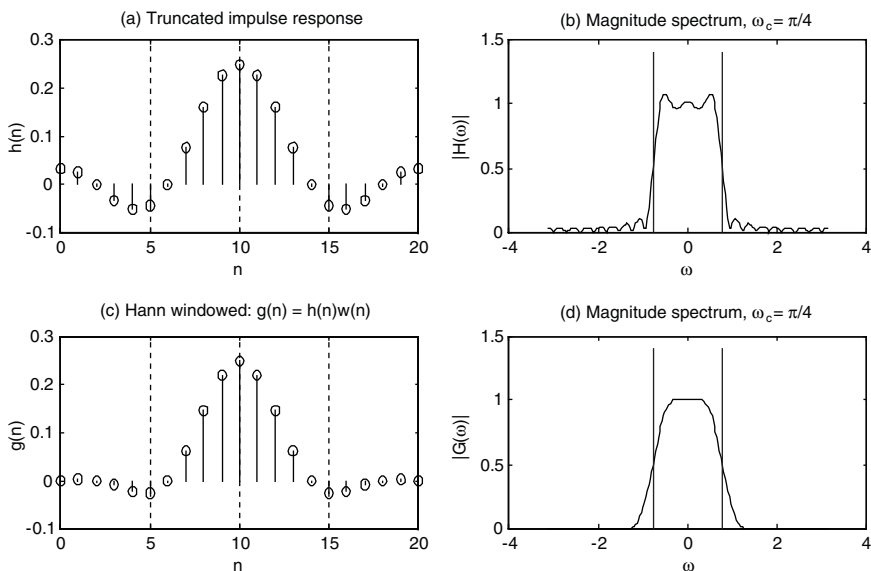 (a) Truncated impulse response
0.3
0.2
0.1
0
-0.1
h(n)
0 5 10 15 20
n
(b) Magnitude spectrum, ω_c = π/4
1.5
1
0.5
0
|H(ω)|
-4 -2 0 2 4
ω
(c) Hann windowed: g(n) = h(n)w(n)
0.3
0.2
0.1
0
-0.1
g(n)
0 5 10 15 20
n
(d) Magnitude spectrum, ω_c = π/4
1.5
1
0.5
0
|G(ω)|
-4 -2 0 2 4
ω